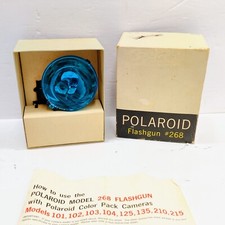 POLAROID
Flashgun #268
How to use the
POLAROID MODEL 268 FLASHGUN
with Polaroid Color Pack Cameras
Models 101,102,103,104,125,135,210,215